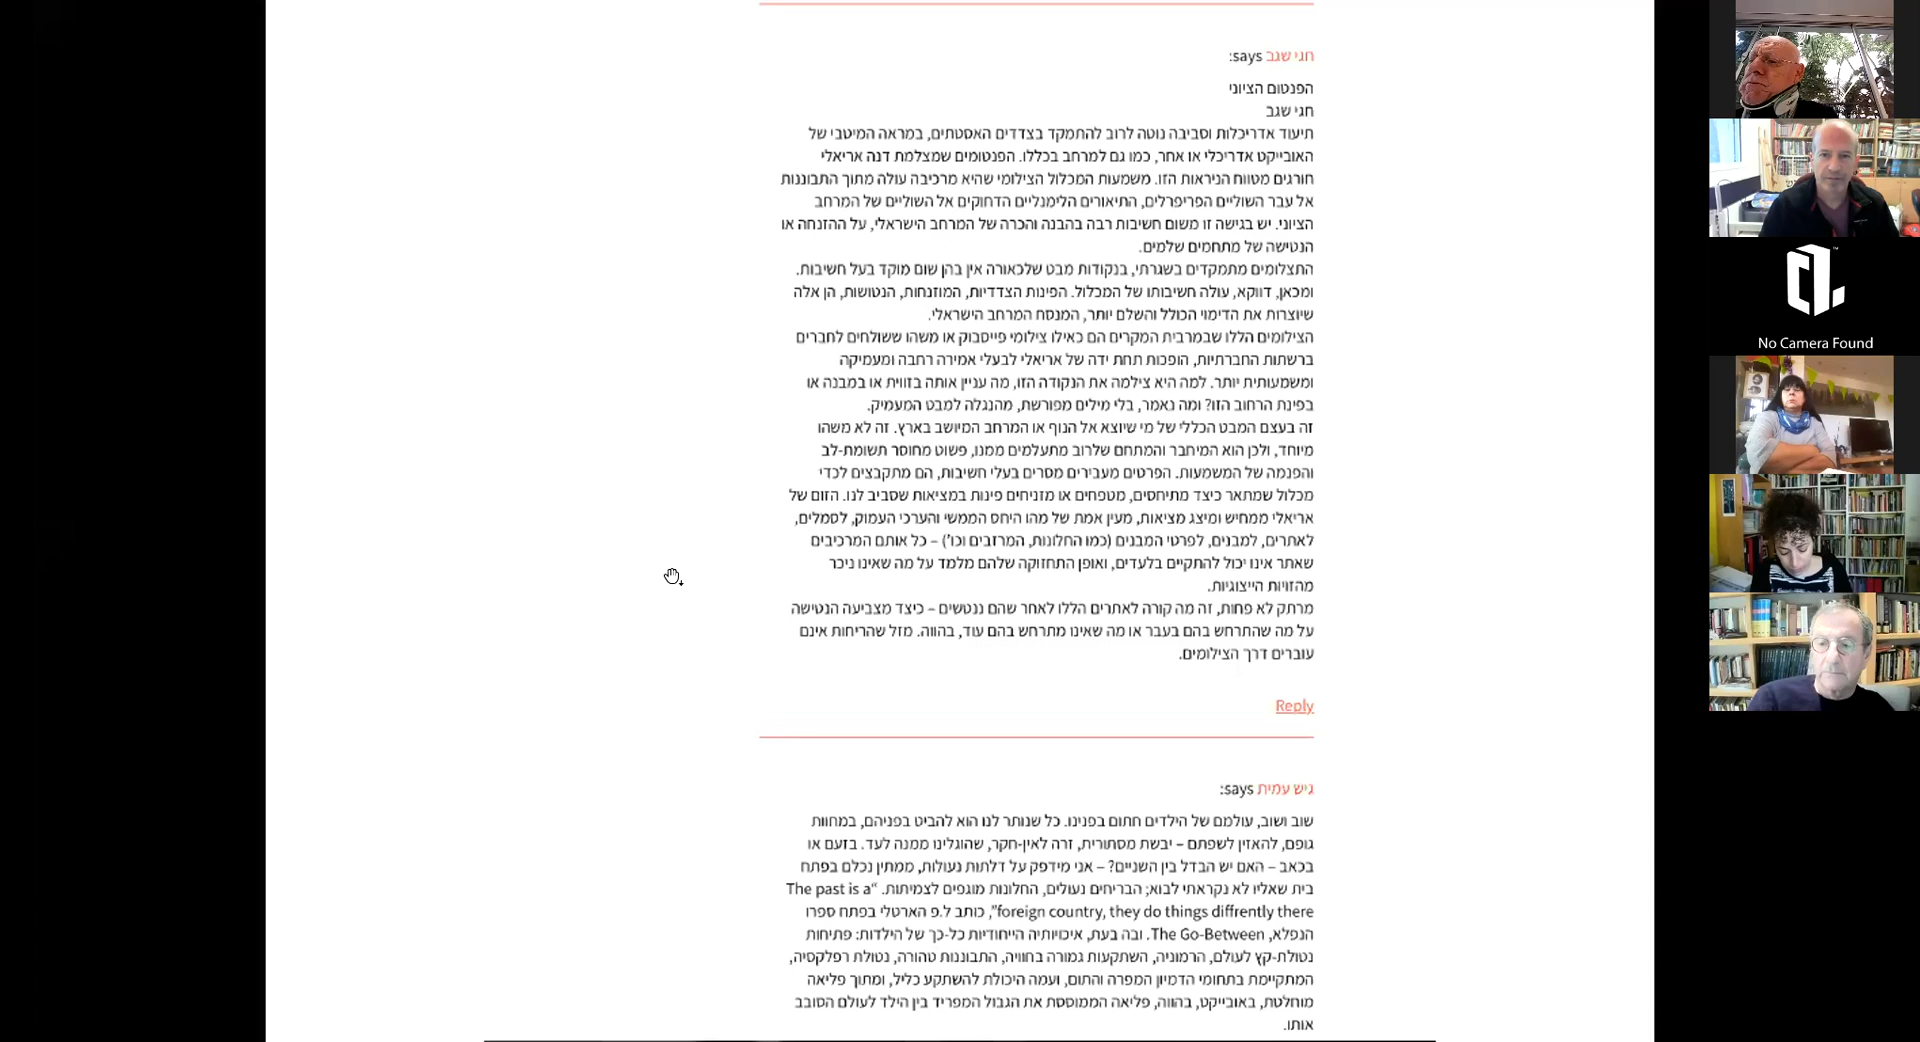 חגי שגב says:
הפנטום הציוני
חגי שגב
תיעוד אדריכלות וסביבה נוטה לרוב להתמקד בצדדים האסטתים, במראה המיטבי של
האובייקט אדריכלי או אחר, כמו גם למרחב בכללו. הפנטומים שמצלמת דנה אריאלי
חורגים מטווח הניראות הזו. משמעות המכלול הצילומי שהיא מרכיבה עולה מתוך התבוננות
אל עבר השוליים הפריפרלים, התיאורים הלימנליים הדחוקים אל השוליים של המרחב
הציוני. יש בגישה זו משום חשיבות רבה בהבנה והכרה של המרחב הישראלי, על ההזנחה או
הנטישה של מתחמים שלמים.
התצלומים מתמקדים בשגרתי, בנקודות מבט שלכאורה אין בהן שום מוקד בעל חשיבות.
ומכאן, דווקא, עולה חשיבותו של המכלול. הפינות הצדדיות, המוזנחות, הנטושות, הן אלה
שיוצרות את הדימוי הכולל והשלם יותר, המנסח המרחב הישראלי.
הצילומים הללו שבמרבית המקרים הם כאילו צילומי פייסבוק או משהו ששולחים לחברים
ברשתות החברתיות, הופכות תחת ידה של אריאלי לבעלי אמירה רחבה ומעמיקה
ומשמעותית יותר. למה היא צילמה את הנקודה הזו, מה עניין אותה בזווית או במבנה או
בפינת הרחוב הזו? ומה נאמר, בלי מילים מפורשת, מהנגלה למבט המעמיק.
זה בעצם המבט הכללי של מי שיוצא אל הנוף או המרחב המיושב בארץ. זה לא משהו
מיוחד, ולכן הוא המיחבר והמתחם שלרוב מתעלמים ממנו, פשוט מחוסר תשומת-לב
והפנמה של המשמעות. הפרטים מעבירים מסרים בעלי חשיבות, הם מתקבצים לכדי
מכלול שמתאר כיצד מתיחסים, מטפחים או מזניחים פינות במציאות שסביב לנו. הזום של
אריאלי ממחיש ומיצג מציאות, מעין אמת של מהו היחס הממשי והערכי העמוק, לסמלים,
לאתרים, למבנים, לפרטי המבנים (כמו החלונות, המרזבים וכו') – כל אותם המרכיבים
שאתר אינו יכול להתקיים בלעדים, ואופן התחזוקה שלהם מלמד על מה שאינו ניכר
מהזויות הייצוגיות.
מרתק לא פחות, זה מה קורה לאתרים הללו לאחר שהם ננטשים – כיצד מצביעה הנטישה
על מה שהתרחש בהם בעבר או מה שאינו מתרחש בהם עוד, בהווה. מזל שהריחות אינם
עוברים דרך הצילומים.
Reply
גיש עמית says:
שוב ושוב, עולמם של הילדים חתום בפנינו. כל שנותר לנו הוא להביט בפניהם, במחוות
גופם, להאזין לשפתם – יבשת מסתורית, זרה לאין-חקר, שהוגלינו ממנה לעד. בזעם או
בכאב – האם יש הבדל בין השניים? – אני מידפק על דלתות נעולות, ממתין נכלם בפתח
בית שאליו לא נקראתי לבוא; הבריחים נעולים, החלונות מוגפים לצמיתות. "The past is a
foreign country, they do things diffrently there", כותב ל.פ הארטלי בפתח ספרו
הנפלא, The Go-Between. ובה בעת, איכויותיה הייחודיות כל-כך של הילדות: פתיחות
נטולת-קץ לעולם, הרמוניה, השתקעות גמורה בחוויה, התבוננות טהורה, נטולת רפלקסיה,
המתקיימת בתחומי הדמיון המפרה והתום, ועמה היכולת להשתקע כליל, ומתוך פליאה
מוחלטת, באובייקט, בהווה, פליאה הממוססת את הגבול המפריד בין הילד לעולם הסובב
אותו.
No Camera Found